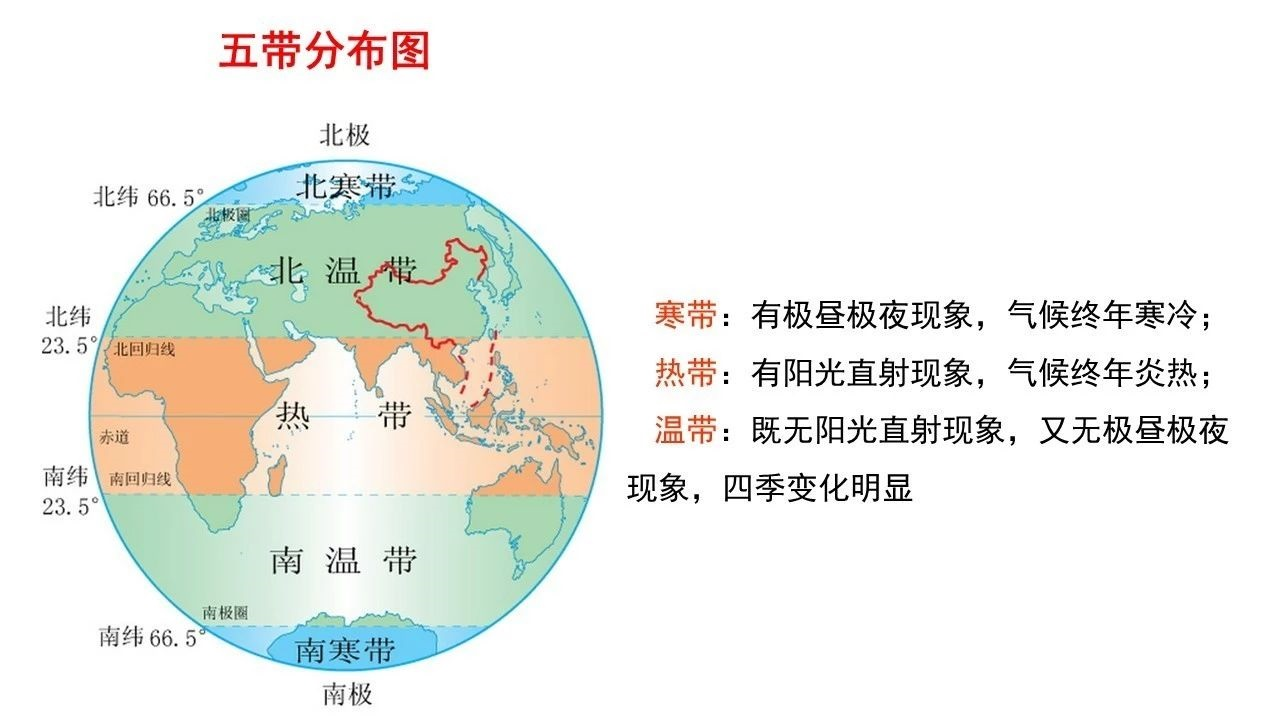 五带分布图
北极
北纬 66.5°
北寒带
北极圈
北温带
北纬
23.5°
北回归线
热带
赤道
南纬
23.5°
南回归线
南温带
南极圈
南纬 66.5°
南寒带
南极
寒带：有极昼极夜现象，气候终年寒冷；
热带：有阳光直射现象，气候终年炎热；
温带：既无阳光直射现象，又无极昼极夜
现象，四季变化明显